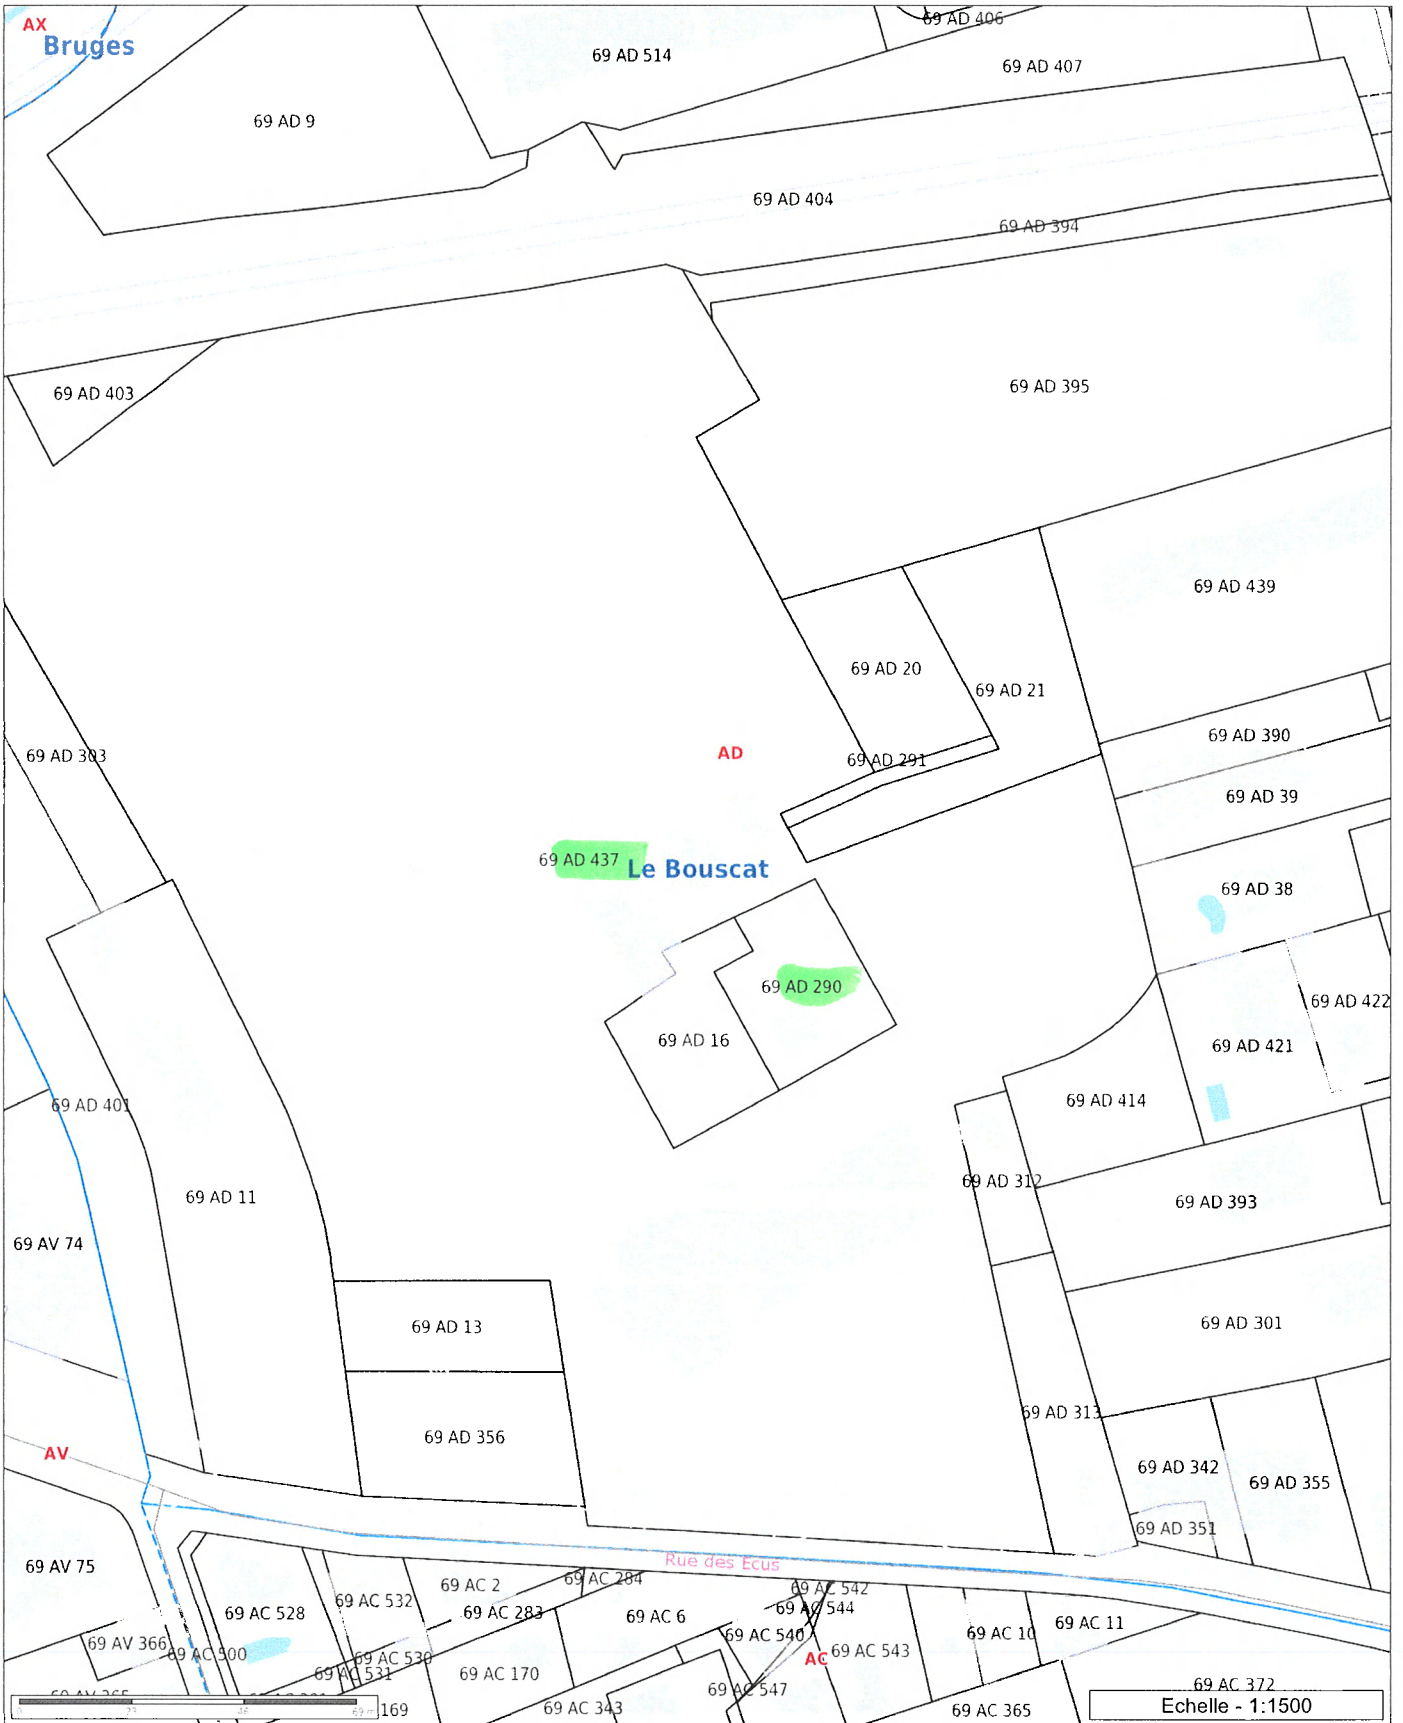 AX
Bruges
69 AD 406
69 AD 514
69 AD 407
69 AD 9
69 AD 404
69 AD 394
69 AD 403
69 AD 395
69 AD 439
69 AD 20
69 AD 21
69 AD 390
69 AD 303
AD
69 AD 291
69 AD 39
69 AD 437
Le Bouscat
69 AD 38
69 AD 290
69 AD 422
69 AD 16
69 AD 421
69 AD 401
69 AD 414
69 AD 312
69 AD 11
69 AD 393
69 AV 74
69 AD 13
69 AD 301
69 AD 313
69 AD 356
AV
69 AD 342
69 AD 355
69 AD 351
69 AV 75
Rue des Ecus
69 AC 284
69 AC 2
69 AC 542
69 AC 532
69 AC 544
69 AC 528
69 AC 283
69 AC 6
69 AC 11
69 AC 540
69 AC 10
69 AV 366
69 AC 500
69 AC 530
69 AC 543
AC
69 AC 531
69 AC 170
69 AC 547
69 AC 372
69 AV 365
169
69 AC 343
69 AC 365
0 23 46 69 m
Echelle - 1:1500